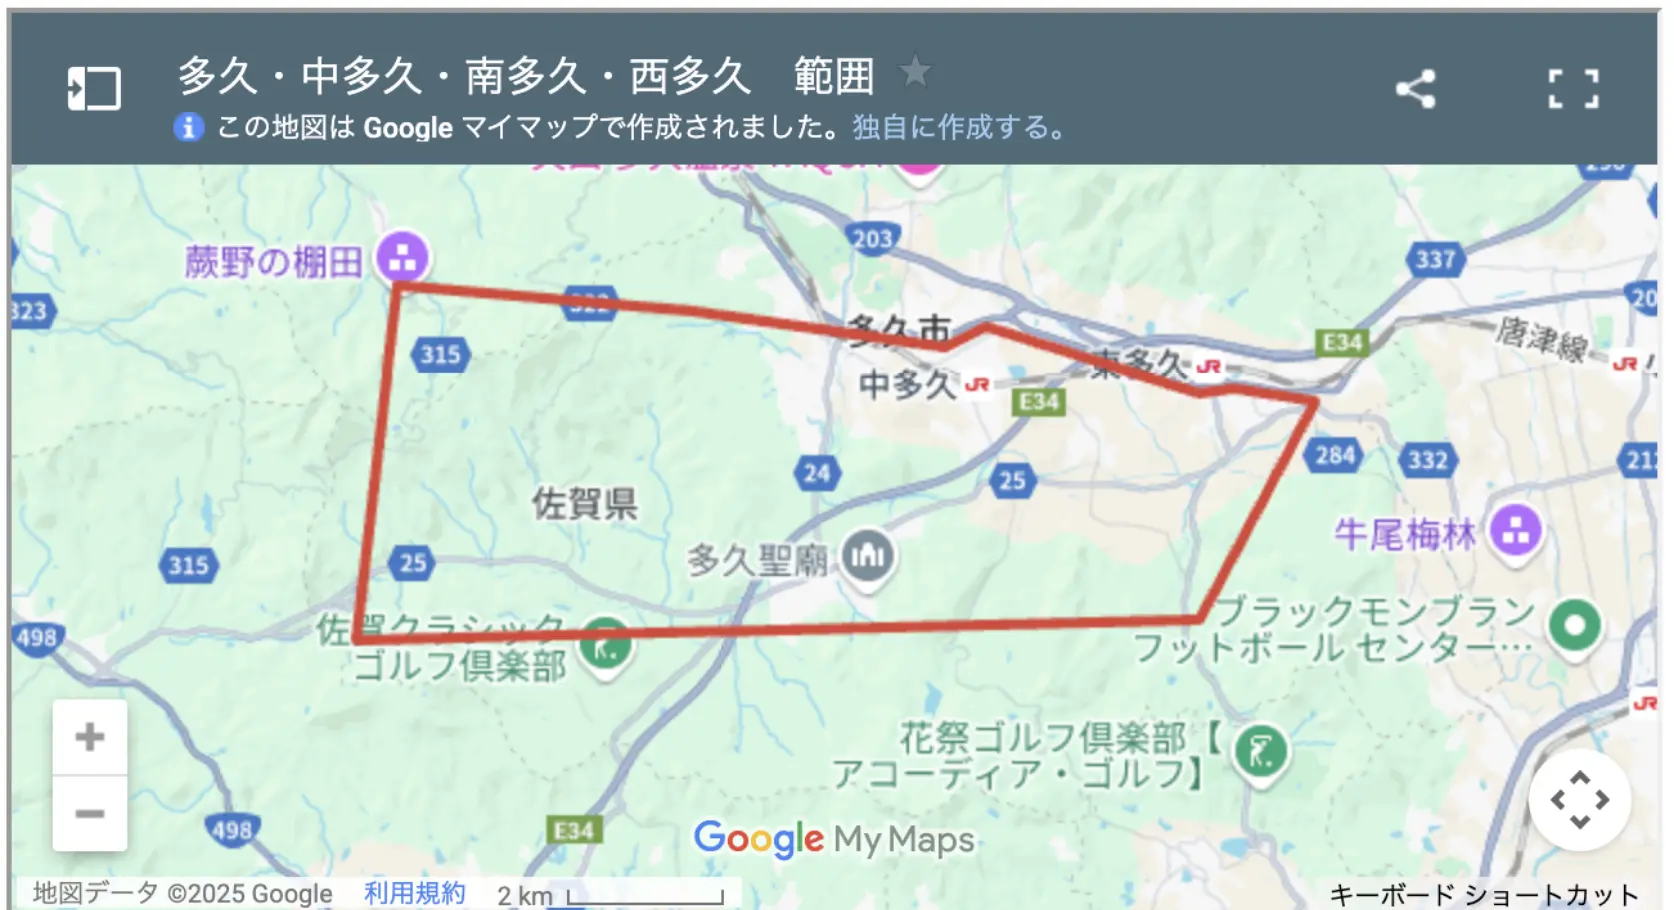 多久・中多久・南多久・西多久　範囲
この地図は Google マイマップで作成されました。独自に作成する。
203
337
蕨野の棚田
323
20
322
多久市
E34
唐津線
315
東多久
JR
JR
中多久
JR
E34
284
332
24
25
212
佐賀県
牛尾梅林
多久聖廟
315
25
ブラックモンブラン
フットボール センター…
498
佐賀クラシック
ゴルフ倶楽部
JR
花祭ゴルフ倶楽部【
アコーディア・ゴルフ】
498
E34
Google My Maps
地図データ ©2025 Google
利用規約
2 km
キーボード ショートカット